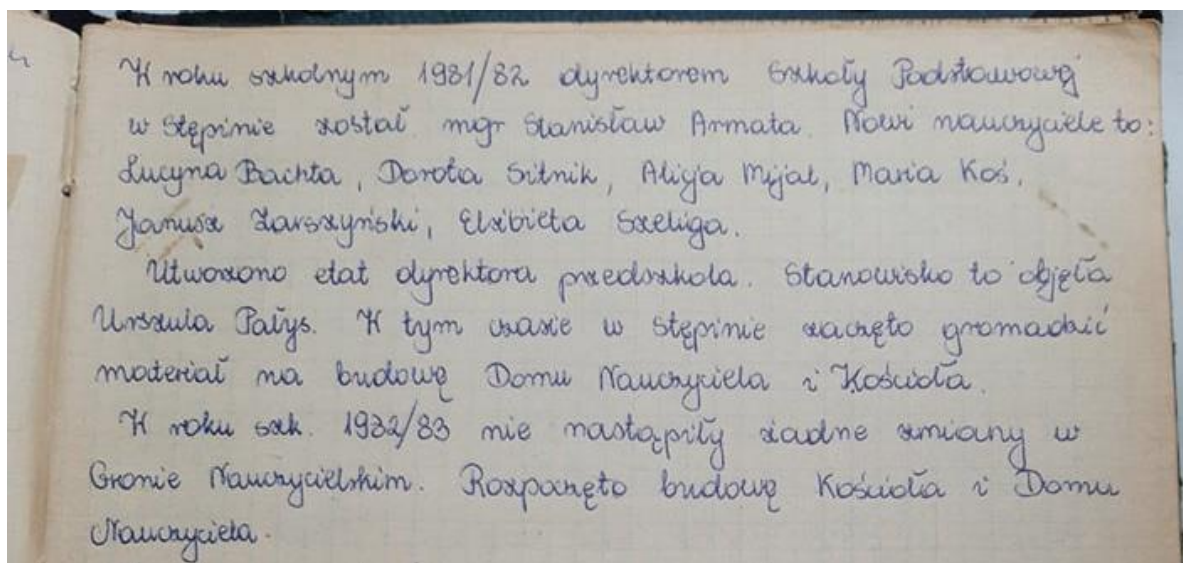 W roku szkolnym 1981/82 dyrektorem Szkoły Podstawowej
w Stępinie został mgr Stanisław Armata. Nowi nauczyciele to:
Lucyna Bachta, Dorota Sitnik, Alicja Mijal, Maria Koś,
Janusz Zarszyński, Elżbieta Szeliga.
Utworzono etat dyrektora przedszkola. Stanowisko to objęła
Urszula Pałys. W tym czasie w Stępinie zaczęto gromadzić
materiał na budowę Domu Nauczyciela i Kościoła.
W roku szk. 1982/83 nie nastąpiły żadne zmiany w
Gronie Nauczycielskim. Rozpoczęto budowę Kościoła i Domu
Nauczyciela.